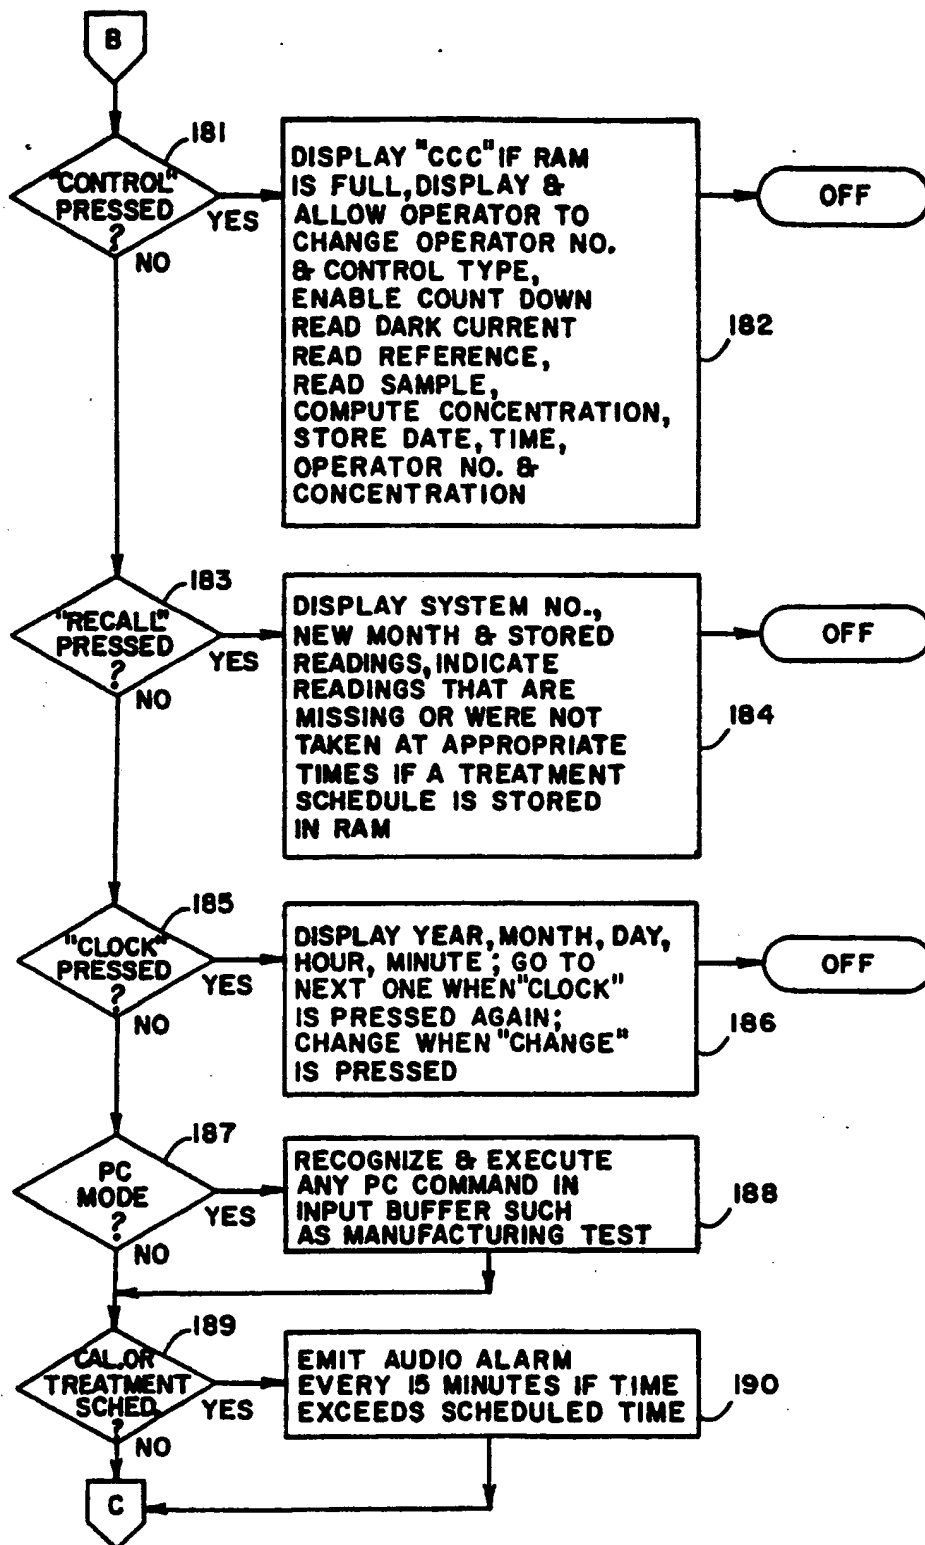 B
181
"CONTROL"
PRESSED
?
YES
NO
DISPLAY "CCC" IF RAM
IS FULL, DISPLAY &
ALLOW OPERATOR TO
CHANGE OPERATOR NO.
& CONTROL TYPE,
ENABLE COUNT DOWN
READ DARK CURRENT
READ REFERENCE,
READ SAMPLE,
COMPUTE CONCENTRATION,
STORE DATE, TIME,
OPERATOR NO. &
CONCENTRATION
182
OFF
183
"RECALL"
PRESSED
?
YES
NO
DISPLAY SYSTEM NO.,
NEW MONTH & STORED
READINGS, INDICATE
READINGS THAT ARE
MISSING OR WERE NOT
TAKEN AT APPROPRIATE
TIMES IF A TREATMENT
SCHEDULE IS STORED
IN RAM
184
OFF
185
"CLOCK"
PRESSED
?
YES
NO
DISPLAY YEAR, MONTH, DAY,
HOUR, MINUTE; GO TO
NEXT ONE WHEN "CLOCK"
IS PRESSED AGAIN;
CHANGE WHEN "CHANGE"
IS PRESSED
186
OFF
187
PC
MODE
?
YES
NO
RECOGNIZE & EXECUTE
ANY PC COMMAND IN
INPUT BUFFER SUCH
AS MANUFACTURING TEST
188
189
CAL. OR
TREATMENT
SCHED.
?
YES
NO
EMIT AUDIO ALARM
EVERY 15 MINUTES IF TIME
EXCEEDS SCHEDULED TIME
190
C